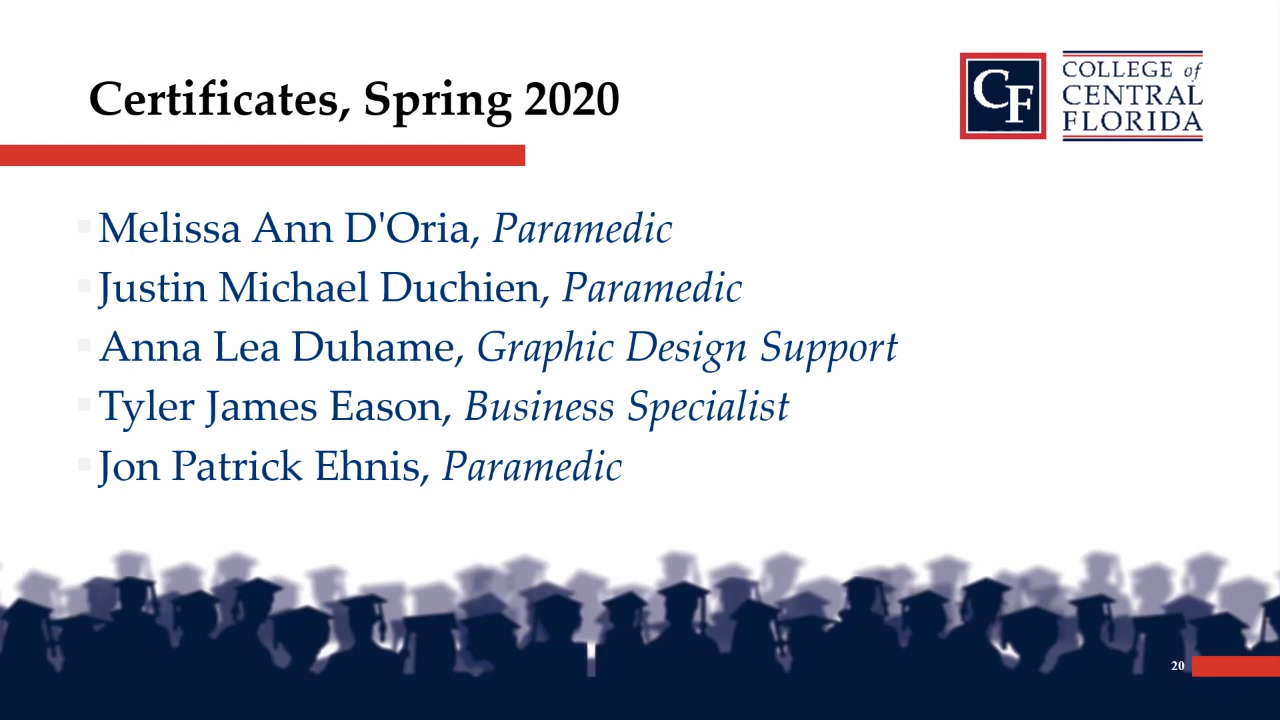 Certificates, Spring 2020
CF
COLLEGE of
CENTRAL
FLORIDA
Melissa Ann D'Oria, Paramedic
Justin Michael Duchien, Paramedic
Anna Lea Duhame, Graphic Design Support
Tyler James Eason, Business Specialist
Jon Patrick Ehnis, Paramedic
20